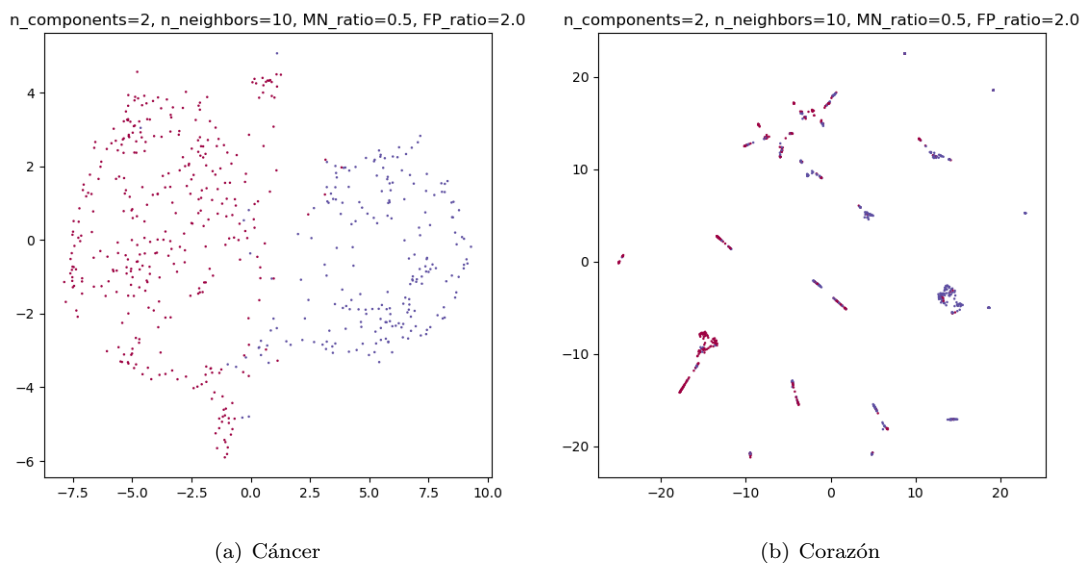 n_components=2, n_neighbors=10, MN_ratio=0.5, FP_ratio=2.0
4
2
0
−2
−4
−6
−7.5 −5.0 −2.5 0.0 2.5 5.0 7.5 10.0
(a) Cáncer
n_components=2, n_neighbors=10, MN_ratio=0.5, FP_ratio=2.0
20
10
0
−10
−20
−20 −10 0 10 20
(b) Corazón